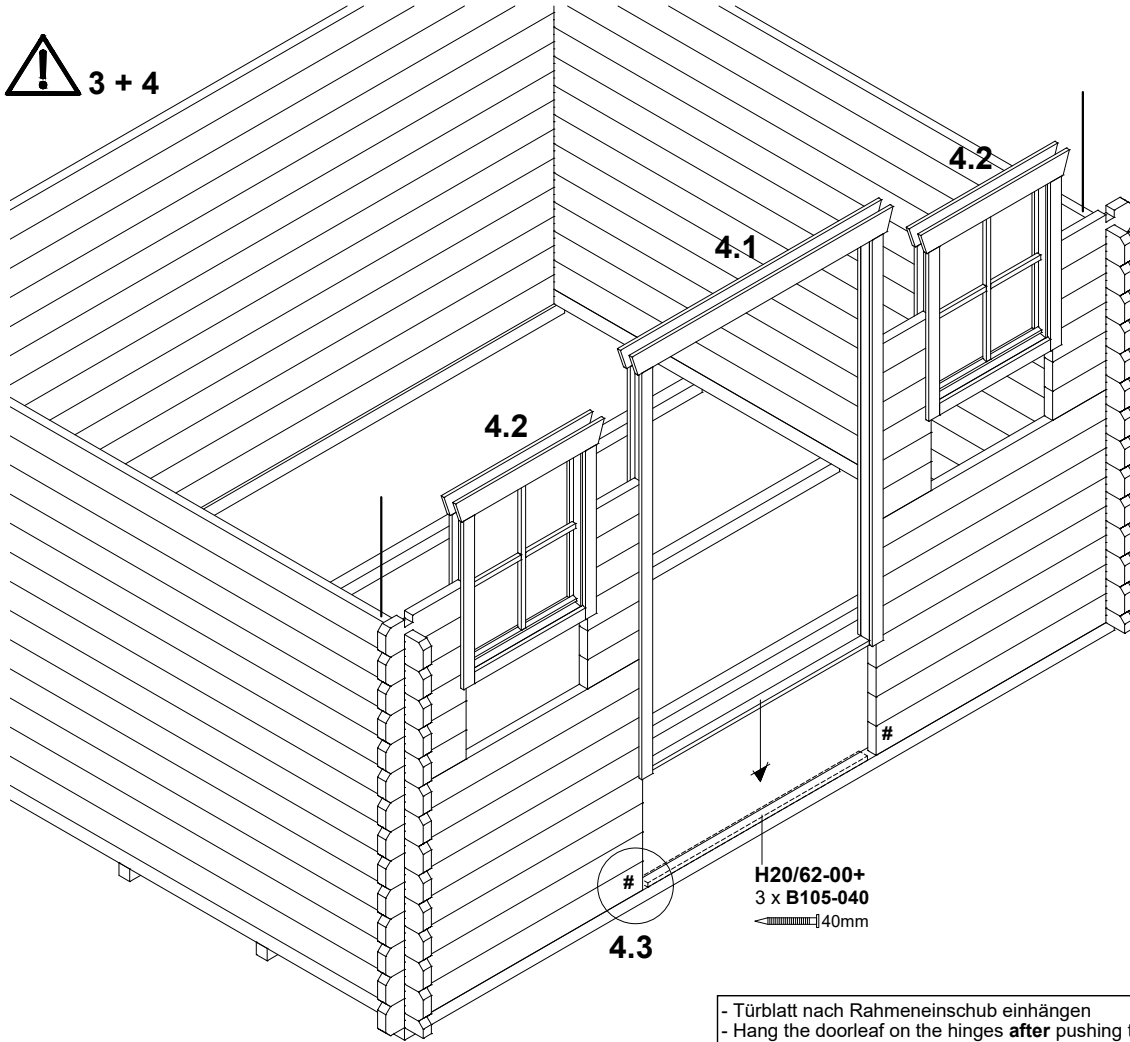 ! 3 + 4
4.2
4.1
4.2
#
H20/62-00+
# 3 x B105-040
40mm
4.3
- Türblatt nach Rahmeneinschub einhängen
- Hang the doorleaf on the hinges after pushing